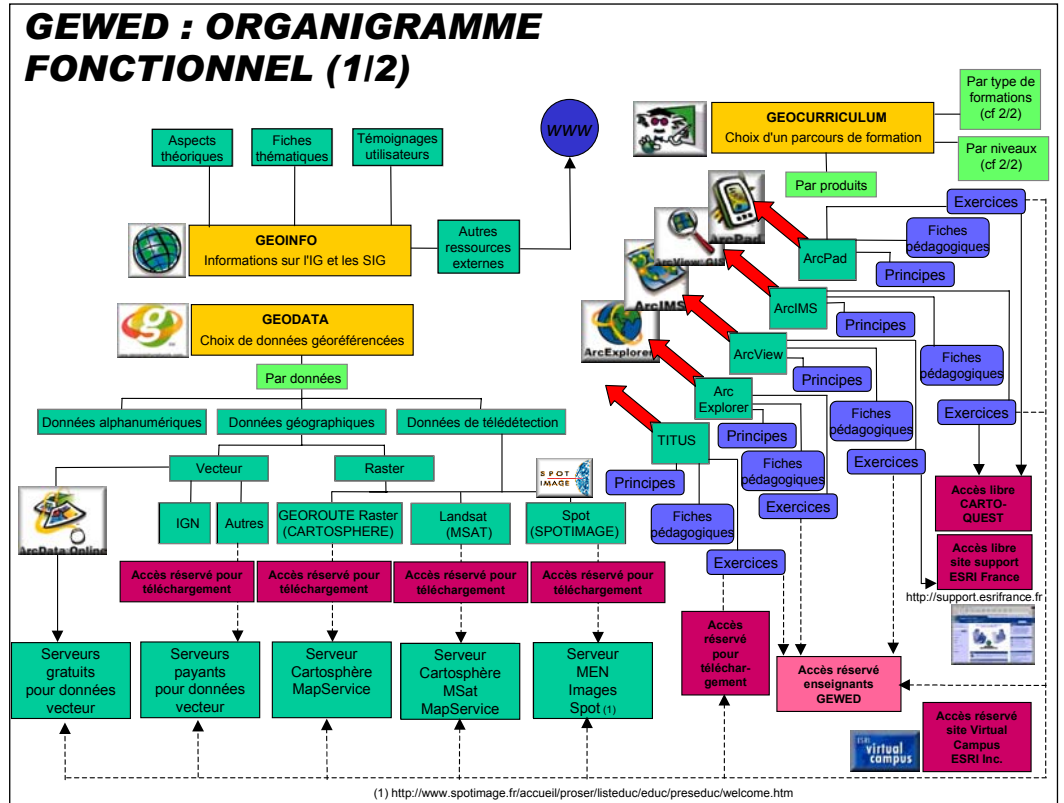 GEWED : ORGANIGRAMME
FONCTIONNEL (1/2)
Aspects
théoriques
Fiches
thématiques
Témoignages
utilisateurs
www
GEOINFO
Informations sur l'IG et les SIG
Autres
ressources
externes
GEOCURRICULUM
Choix d'un parcours de formation
Par type de
formations
(cf 2/2)
Par niveaux
(cf 2/2)
Par produits
Exercices
Fiches
pédagogiques
Principes
ArcPad
ArcPad
ArcView GIS
ArcIMS
ArcIMS
Principes
Fiches
pédagogiques
Exercices
ArcExplorer
ArcView
Principes
Fiches
pédagogiques
Exercices
Arc
Explorer
Principes
Fiches
pédagogiques
Exercices
TITUS
Principes
Fiches
pédagogiques
Exercices
GEODATA
Choix de données géoréférencées
Par données
Données alphanumériques
Données géographiques
Données de télédétection
Vecteur
Raster
SPOT
IMAGE
ArcData Online
IGN
Autres
GEOROUTE Raster
(CARTOSPHERE)
Landsat
(MSAT)
Spot
(SPOTIMAGE)
Accès réservé pour
téléchargement
Accès réservé pour
téléchargement
Accès réservé pour
téléchargement
Accès réservé pour
téléchargement
Serveurs
gratuits
pour données
vecteur
Serveurs
payants
pour données
vecteur
Serveur
Cartosphère
MapService
Serveur
Cartosphère
MSat
MapService
Serveur
MEN
Images
Spot (1)
Accès
réservé
pour
téléchar-
gement
Accès réservé
enseignants
GEWED
Accès libre
CARTO-
QUEST
Accès libre
site support
ESRI France
http://support.esrifrance.fr
ESRI
virtual
campus
Accès réservé
site Virtual
Campus
ESRI Inc.
(1) http://www.spotimage.fr/accueil/proser/listeduc/educ/preseduc/welcome.htm